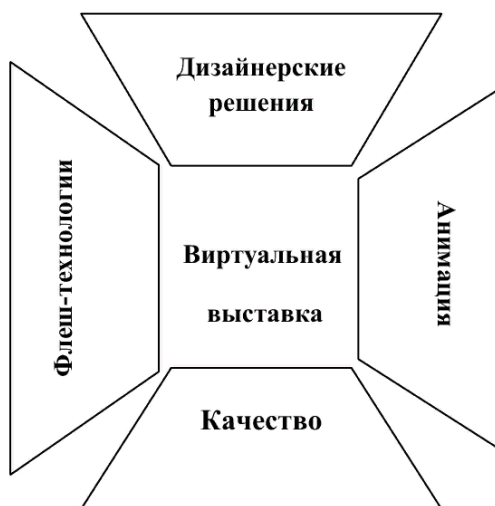 Дизайнерские
решения
Флеш-технологии
Виртуальная
выставка
Анимация
Качество